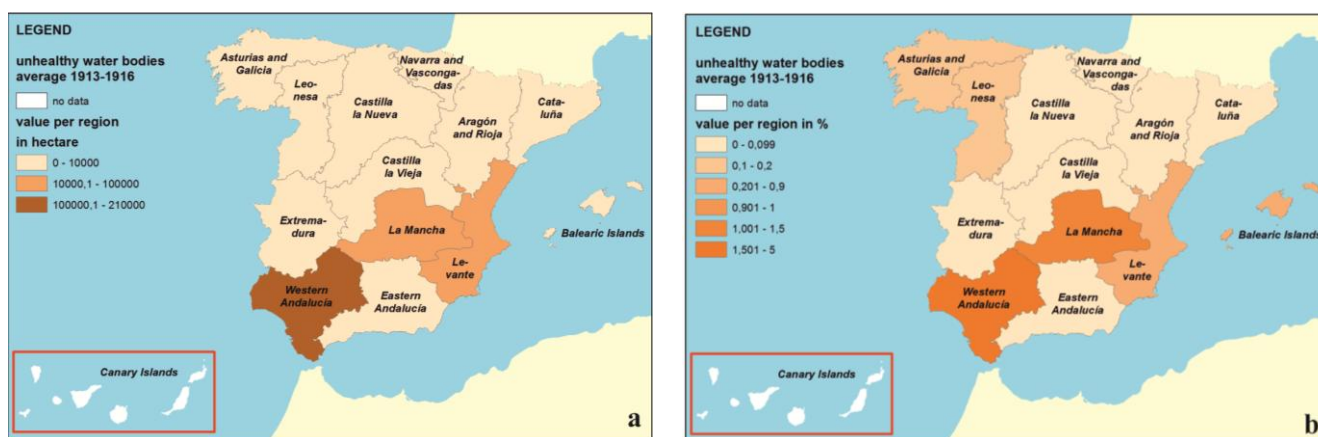 LEGEND
unhealthy water bodies
average 1913-1916
no data
value per region
in hectare
0 - 10000
10000,1 - 100000
100000,1 - 210000
Asturias and
Galicia
Leo-
nesa
Navarra and
Vasconga-
das
Castilla
la Nueva
Aragón
and Rioja
Cata-
luña
Castilla
la Vieja
Extrema-
dura
La Mancha
Balearic Islands
Le-
vante
Western
Andalucía
Eastern
Andalucía
Canary Islands
a
LEGEND
unhealthy water bodies
average 1913-1916
no data
value per region in %
0 - 0,099
0,1 - 0,2
0,201 - 0,9
0,901 - 1
1,001 - 1,5
1,501 - 5
Asturias and
Galicia
Leo-
nesa
Navarra and
Vasconga-
das
Castilla
la Nueva
Aragón
and Rioja
Cata-
luña
Castilla
la Vieja
Extrema-
dura
La Mancha
Balearic Islands
Le-
vante
Western
Andalucía
Eastern
Andalucía
Canary Islands
b